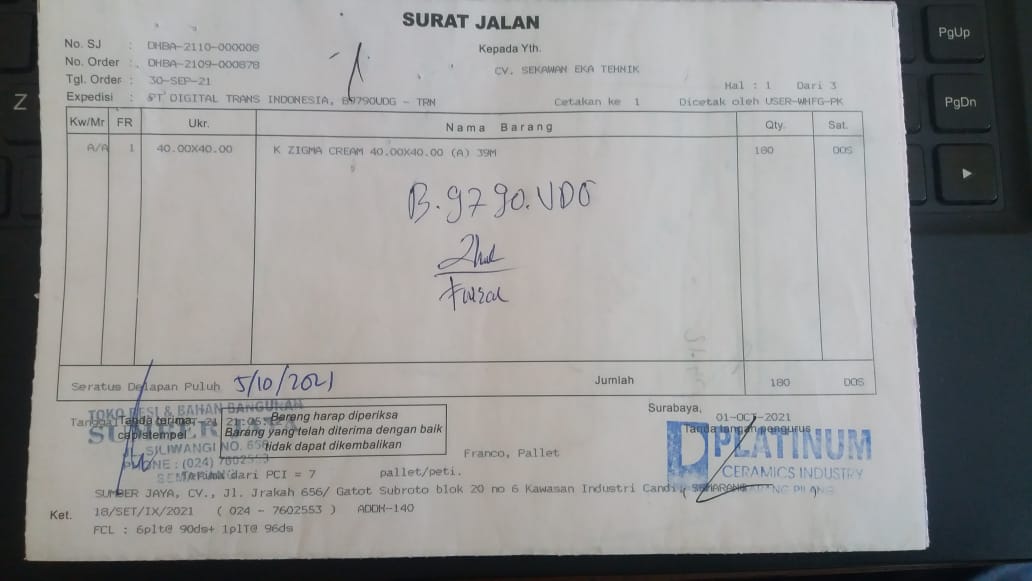 SURAT JALAN
No. SJ : DHBA-2110-000008
Kepada Yth.
No. Order : DHBA-2109-000878
CV. SEKAWAN EKA TEHNIK
Tgl. Order : 30-SEP-21
Hal : 1 Dari 3
Expedisi : PT DIGITAL TRANS INDONESIA, B9790UDG - TRN
Cetakan ke 1 Dicetak oleh USER-WHFG-PK
Kw/Mr FR Ukr. Nama Barang Qty. Sat.
A/A 1 40.00X40.00 K ZIGMA CREAM 40.00X40.00 (A) 39M 180 DOS
B.9790.UDG
Faisal
Seratus Delapan Puluh 5/10/2021 Jumlah 180 DOS
Surabaya, 01-OCT-2021
TOKO BESI & BAHAN BANGUNAN
Tanda terima,
cap/stempel
SUMBER
SILIWANGI NO. 656
PHONE : (024) 7602553
SEMARANG
Barang harap diperiksa
Barang yang telah diterima dengan baik
tidak dapat dikembalikan
Tanda tangan pengurus
PLATINUM
CERAMICS INDUSTRY
KARANG PILANG
Franco, Pallet
dari PCI = 7 pallet/peti.
SUMBER JAYA, CV., Jl. Jrakah 656/ Gatot Subroto blok 20 no 6 Kawasan Industri Candi, SEMARANG
Ket. 18/SET/IX/2021 ( 024 - 7602553 ) ADDH-140
FCL : 6plt@ 90ds+ 1plT@ 96ds
PgUp
PgDn
Z